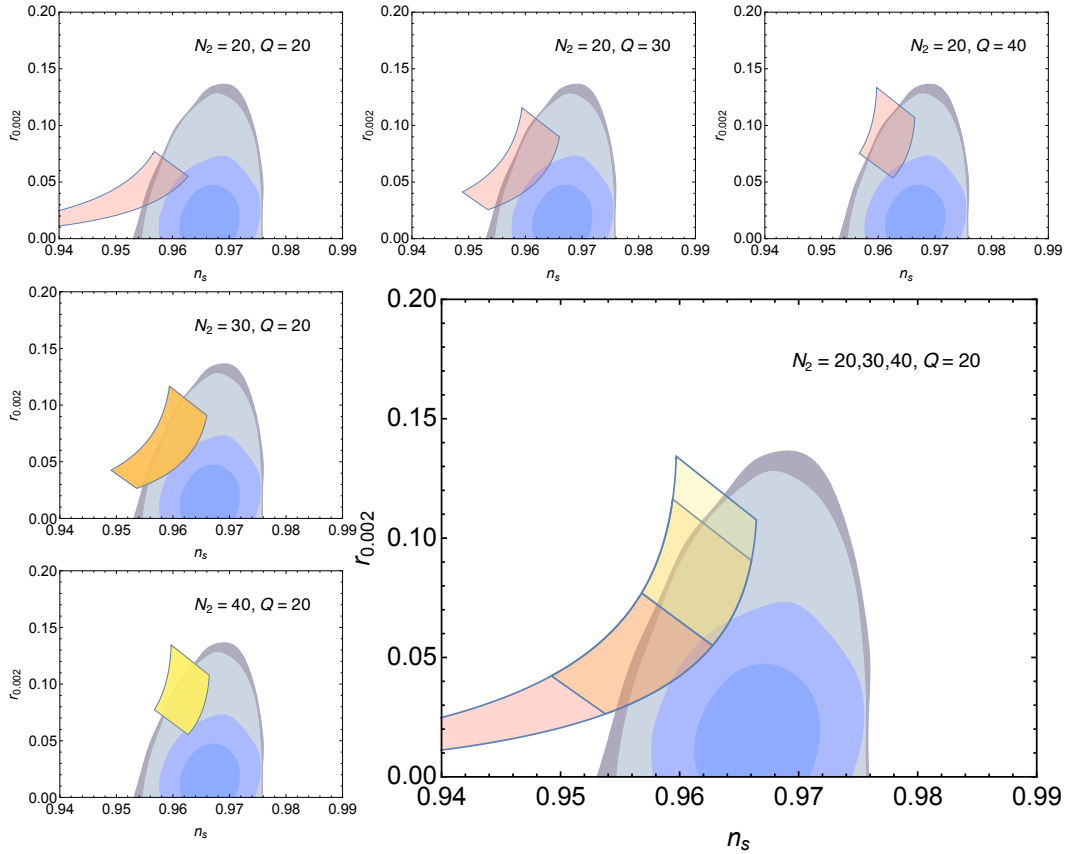 N₂ = 20, Q = 20
0.20
0.15
0.10
0.05
0.00
r₀.₀₀₂
0.94 0.95 0.96 0.97 0.98 0.99
nₛ
N₂ = 20, Q = 30
0.20
0.15
0.10
0.05
0.00
r₀.₀₀₂
0.94 0.95 0.96 0.97 0.98 0.99
nₛ
N₂ = 20, Q = 40
0.20
0.15
0.10
0.05
0.00
r₀.₀₀₂
0.94 0.95 0.96 0.97 0.98 0.99
nₛ
N₂ = 30, Q = 20
0.20
0.15
0.10
0.05
0.00
r₀.₀₀₂
0.94 0.95 0.96 0.97 0.98 0.99
nₛ
N₂ = 40, Q = 20
0.20
0.15
0.10
0.05
0.00
r₀.₀₀₂
0.94 0.95 0.96 0.97 0.98 0.99
nₛ
N₂ = 20,30,40, Q = 20
0.20
0.15
0.10
0.05
0.00
r₀.₀₀₂
0.94 0.95 0.96 0.97 0.98 0.99
nₛ